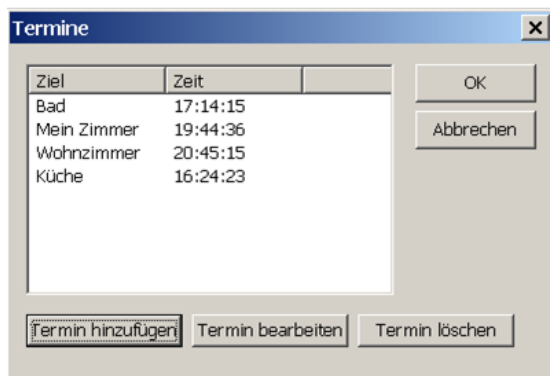 Termine
Ziel Zeit
Bad 17:14:15
Mein Zimmer 19:44:36
Wohnzimmer 20:45:15
Küche 16:24:23
OK
Abbrechen
Termin hinzufügen Termin bearbeiten Termin löschen